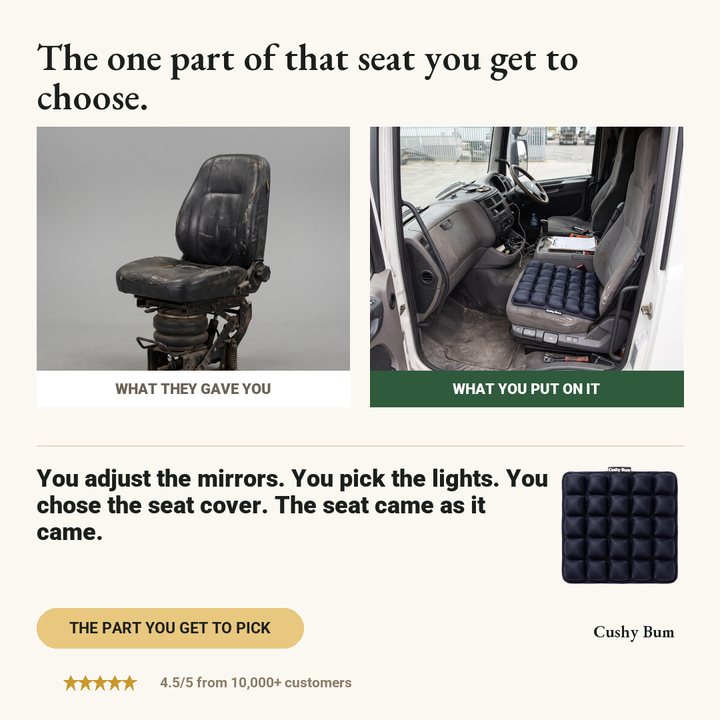 The one part of that seat you get to
choose.
WHAT THEY GAVE YOU
WHAT YOU PUT ON IT
You adjust the mirrors. You pick the lights. You
chose the seat cover. The seat came as it
came.
Cushy Bum
THE PART YOU GET TO PICK
Cushy Bum
4.5/5 from 10,000+ customers